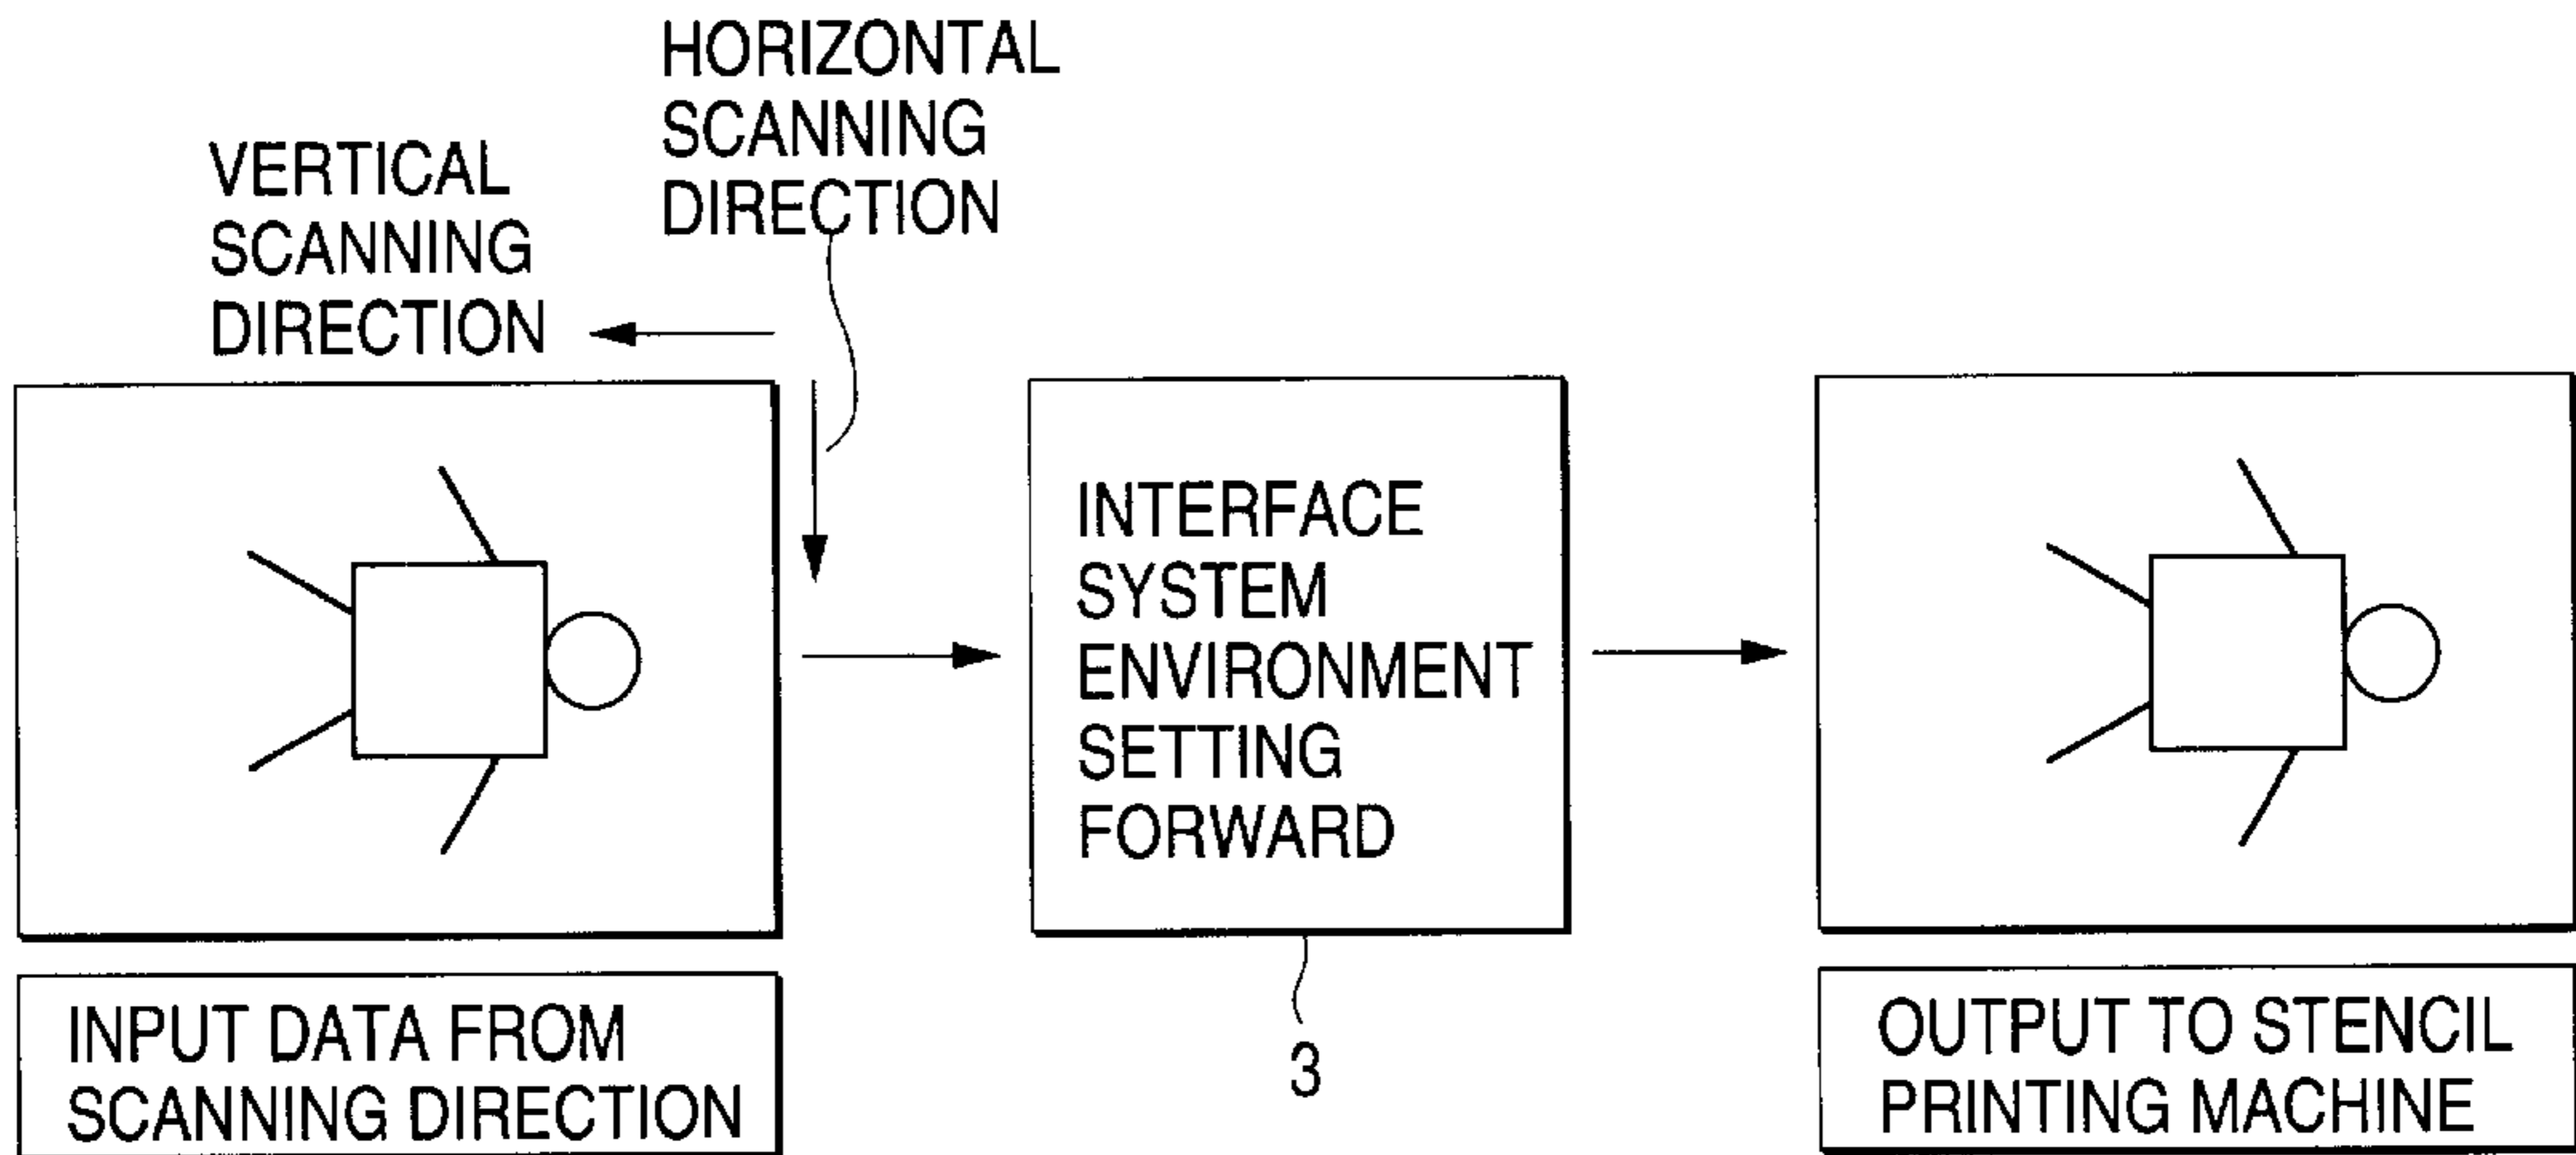 HORIZONTAL
SCANNING
DIRECTION
VERTICAL
SCANNING
DIRECTION
INTERFACE
SYSTEM
ENVIRONMENT
SETTING
FORWARD
3
INPUT DATA FROM
SCANNING DIRECTION
OUTPUT TO STENCIL
PRINTING MACHINE